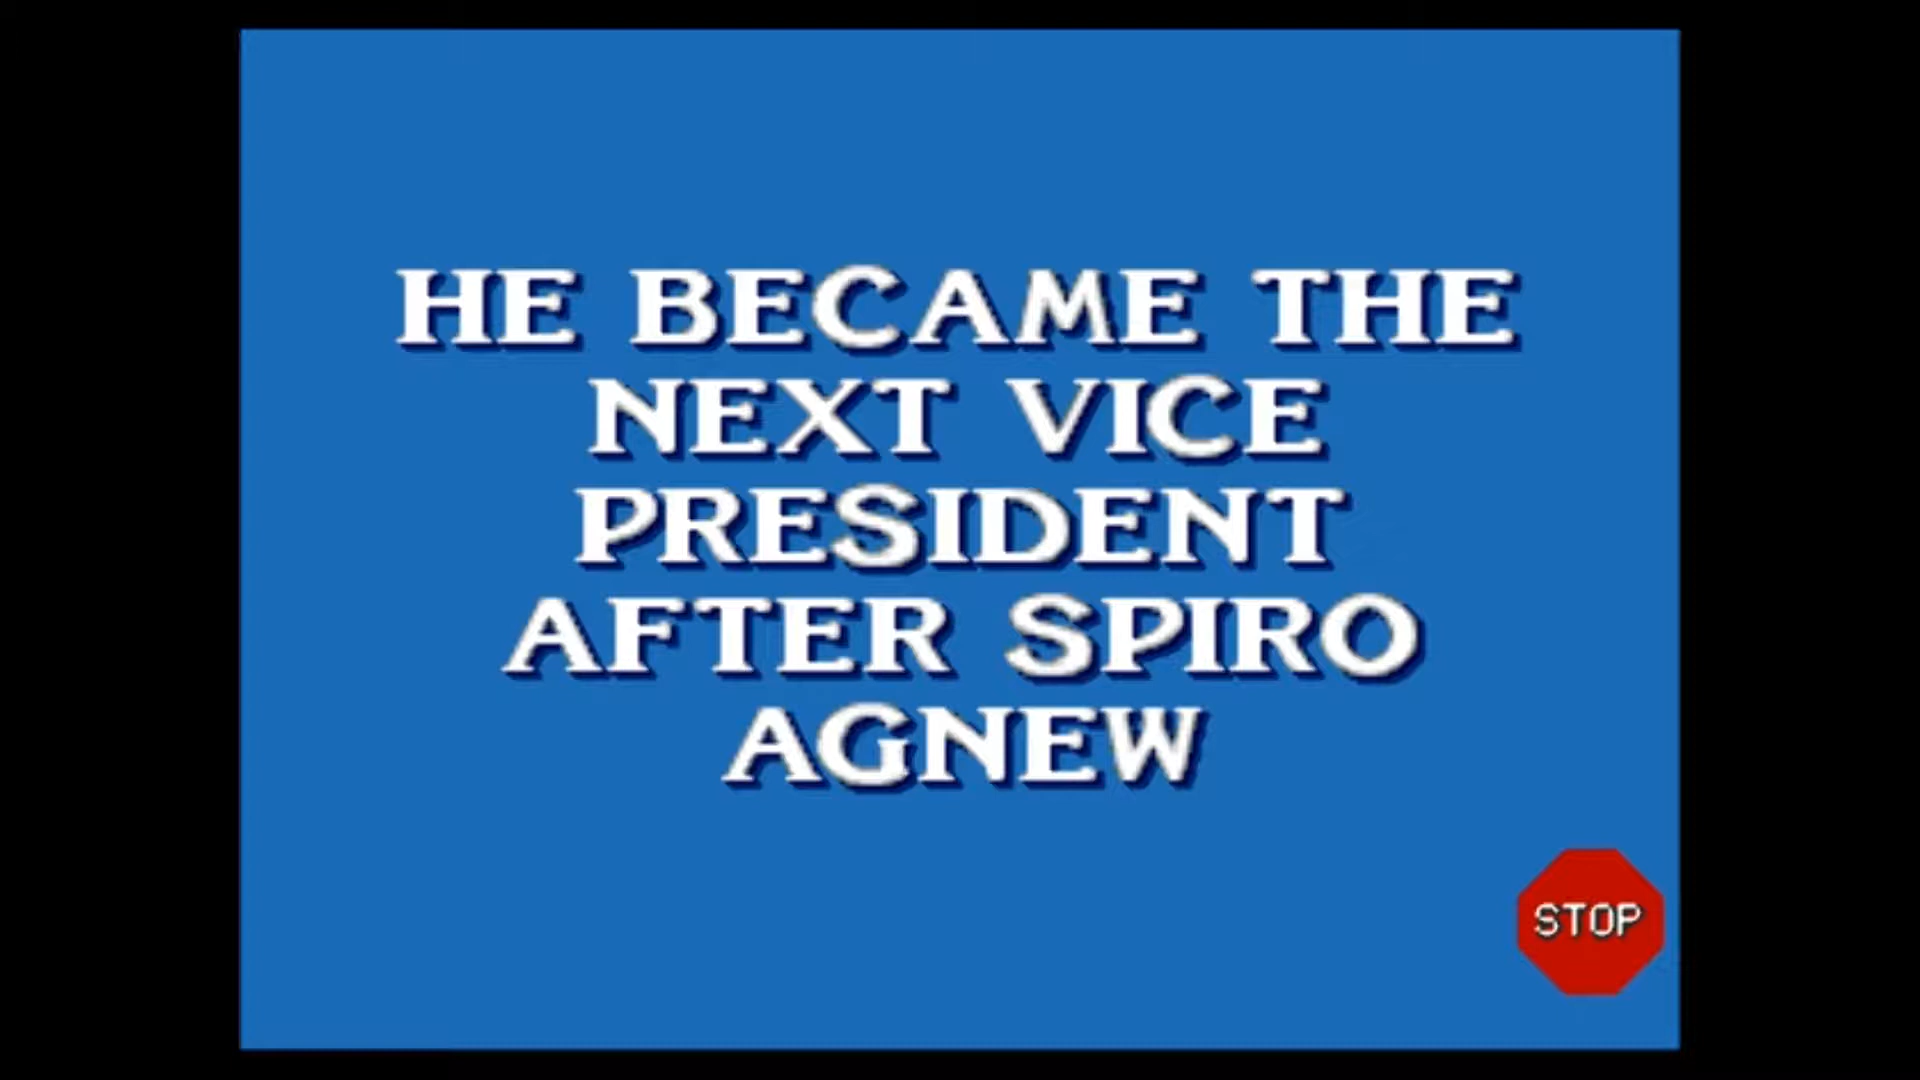 HE BECAME THE
NEXT VICE
PRESIDENT
AFTER SPIRO
AGNEW
STOP